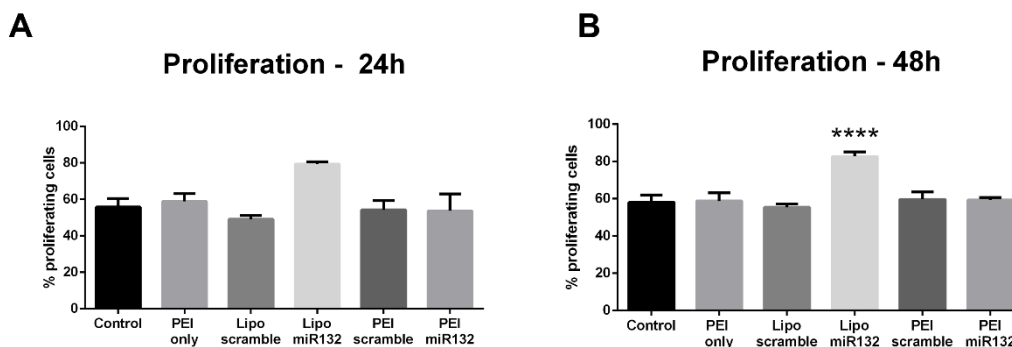 A
Proliferation - 24h
% proliferating cells
100
80
60
40
20
0
Control
PEI
only
Lipo
scramble
Lipo
miR132
PEI
scramble
PEI
miR132
B
Proliferation - 48h
% proliferating cells
100
80
60
40
20
0
****
Control
PEI
only
Lipo
scramble
Lipo
miR132
PEI
scramble
PEI
miR132